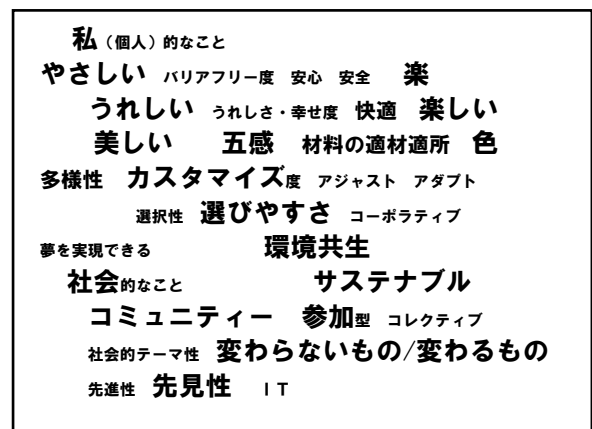 私（個人）的なこと
やさしい バリアフリー度 安心 安全 楽
うれしい うれしさ・幸せ度 快適 楽しい
美しい 五感 材料の適材適所 色
多様性 カスタマイズ度 アジャスト アダプト
選択性 選びやすさ コーポラティブ
夢を実現できる 環境共生
社会的なこと サステナブル
コミュニティー 参加型 コレクティブ
社会的テーマ性 変わらないもの/変わるもの
先進性 先見性 ＩＴ